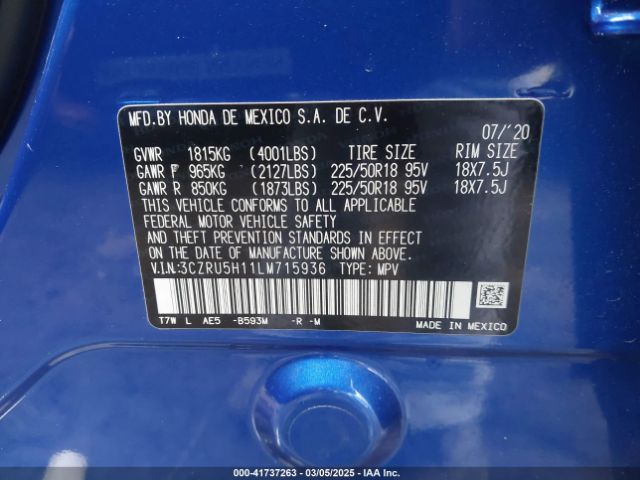 MFD.BY HONDA DE MEXICO S.A. DE C.V.
07/'20
GVWR 1815KG (4001LBS) TIRE SIZE RIM SIZE
GAWR F 965KG (2127LBS) 225/50R18 95V 18X7.5J
GAWR R 850KG (1873LBS) 225/50R18 95V 18X7.5J
THIS VEHICLE CONFORMS TO ALL APPLICABLE
FEDERAL MOTOR VEHICLE SAFETY
AND THEFT PREVENTION STANDARDS IN EFFECT
ON THE DATE OF MANUFACTURE SHOWN ABOVE.
V.I.N.:3CZRU5H11LM715936 TYPE: MPV
T7W L AE5 -B593M -R -M MADE IN MEXICO
© - 41737263 - 03/05/2025 - IAA Inc.